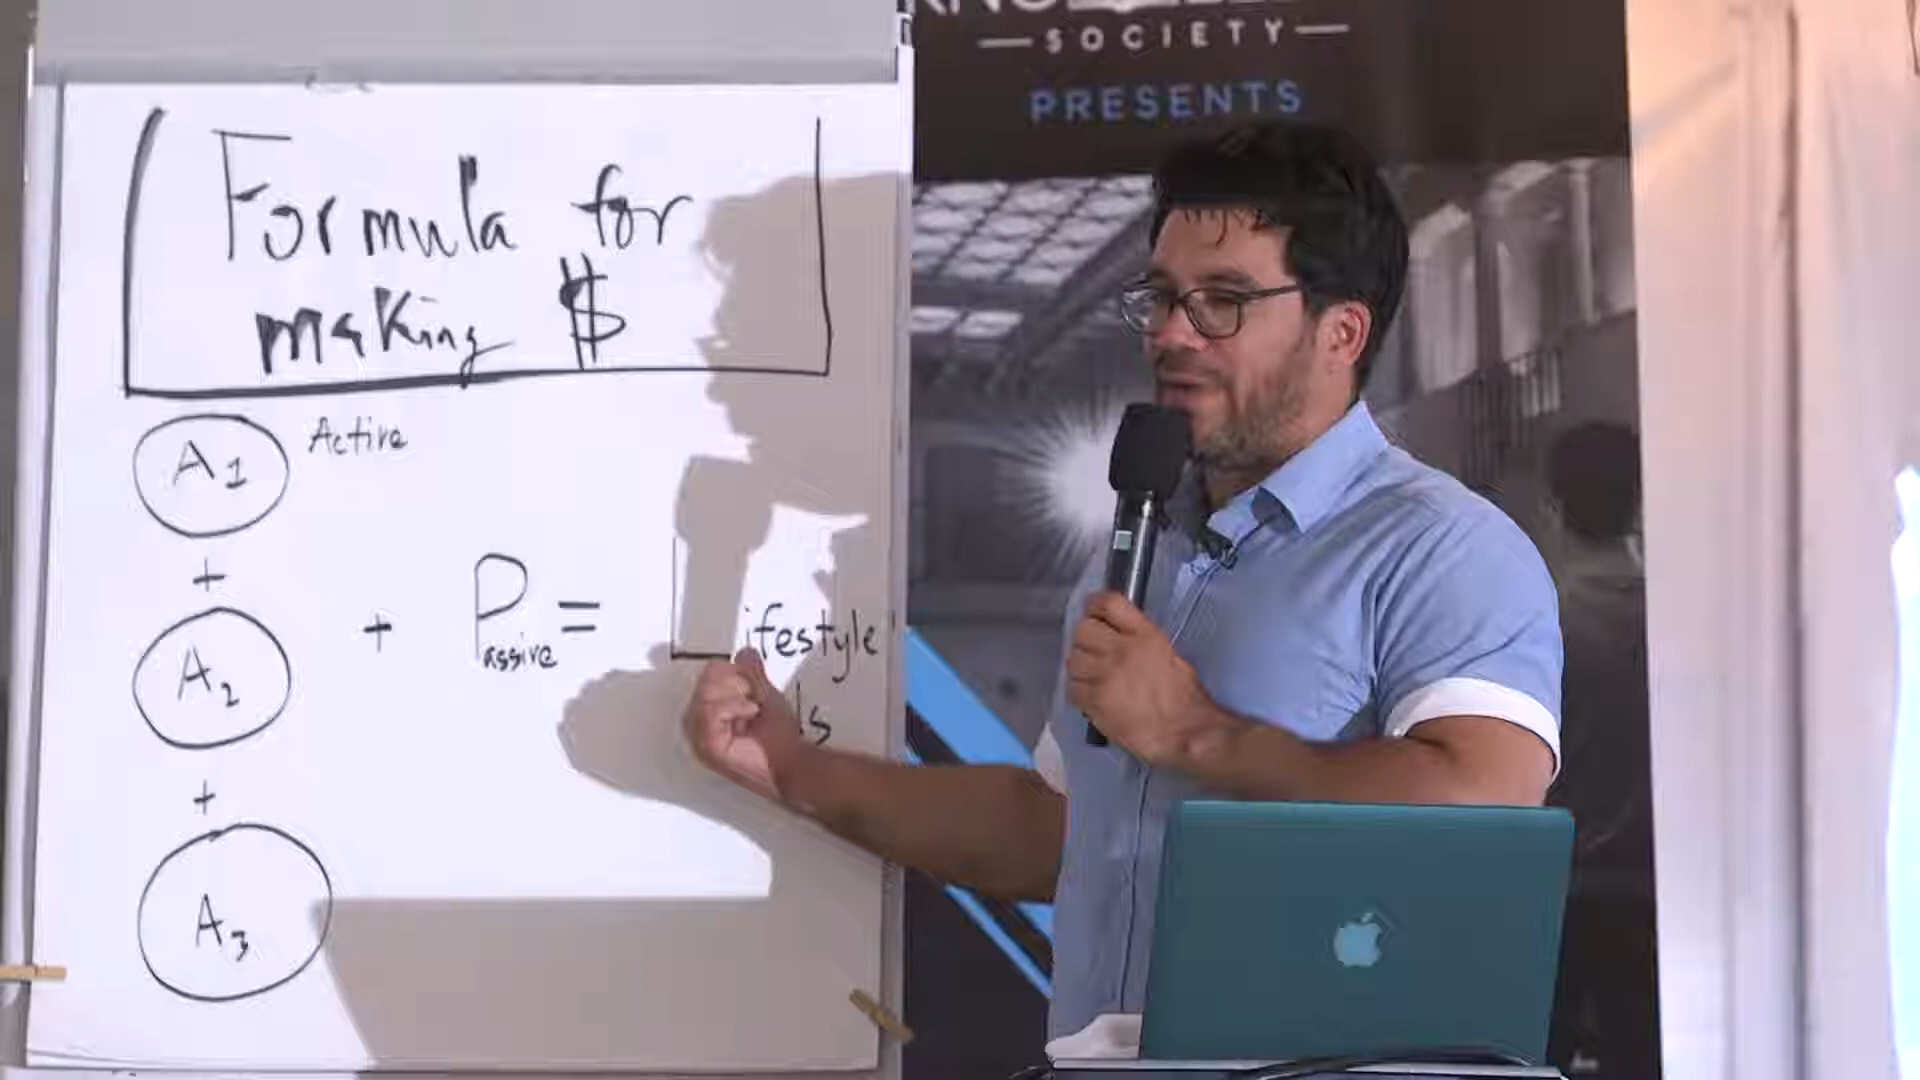 SOCIETY
PRESENTS
Formula for
making $
A1 Active
+
A2 + Passive = Lifestyle
+
A3